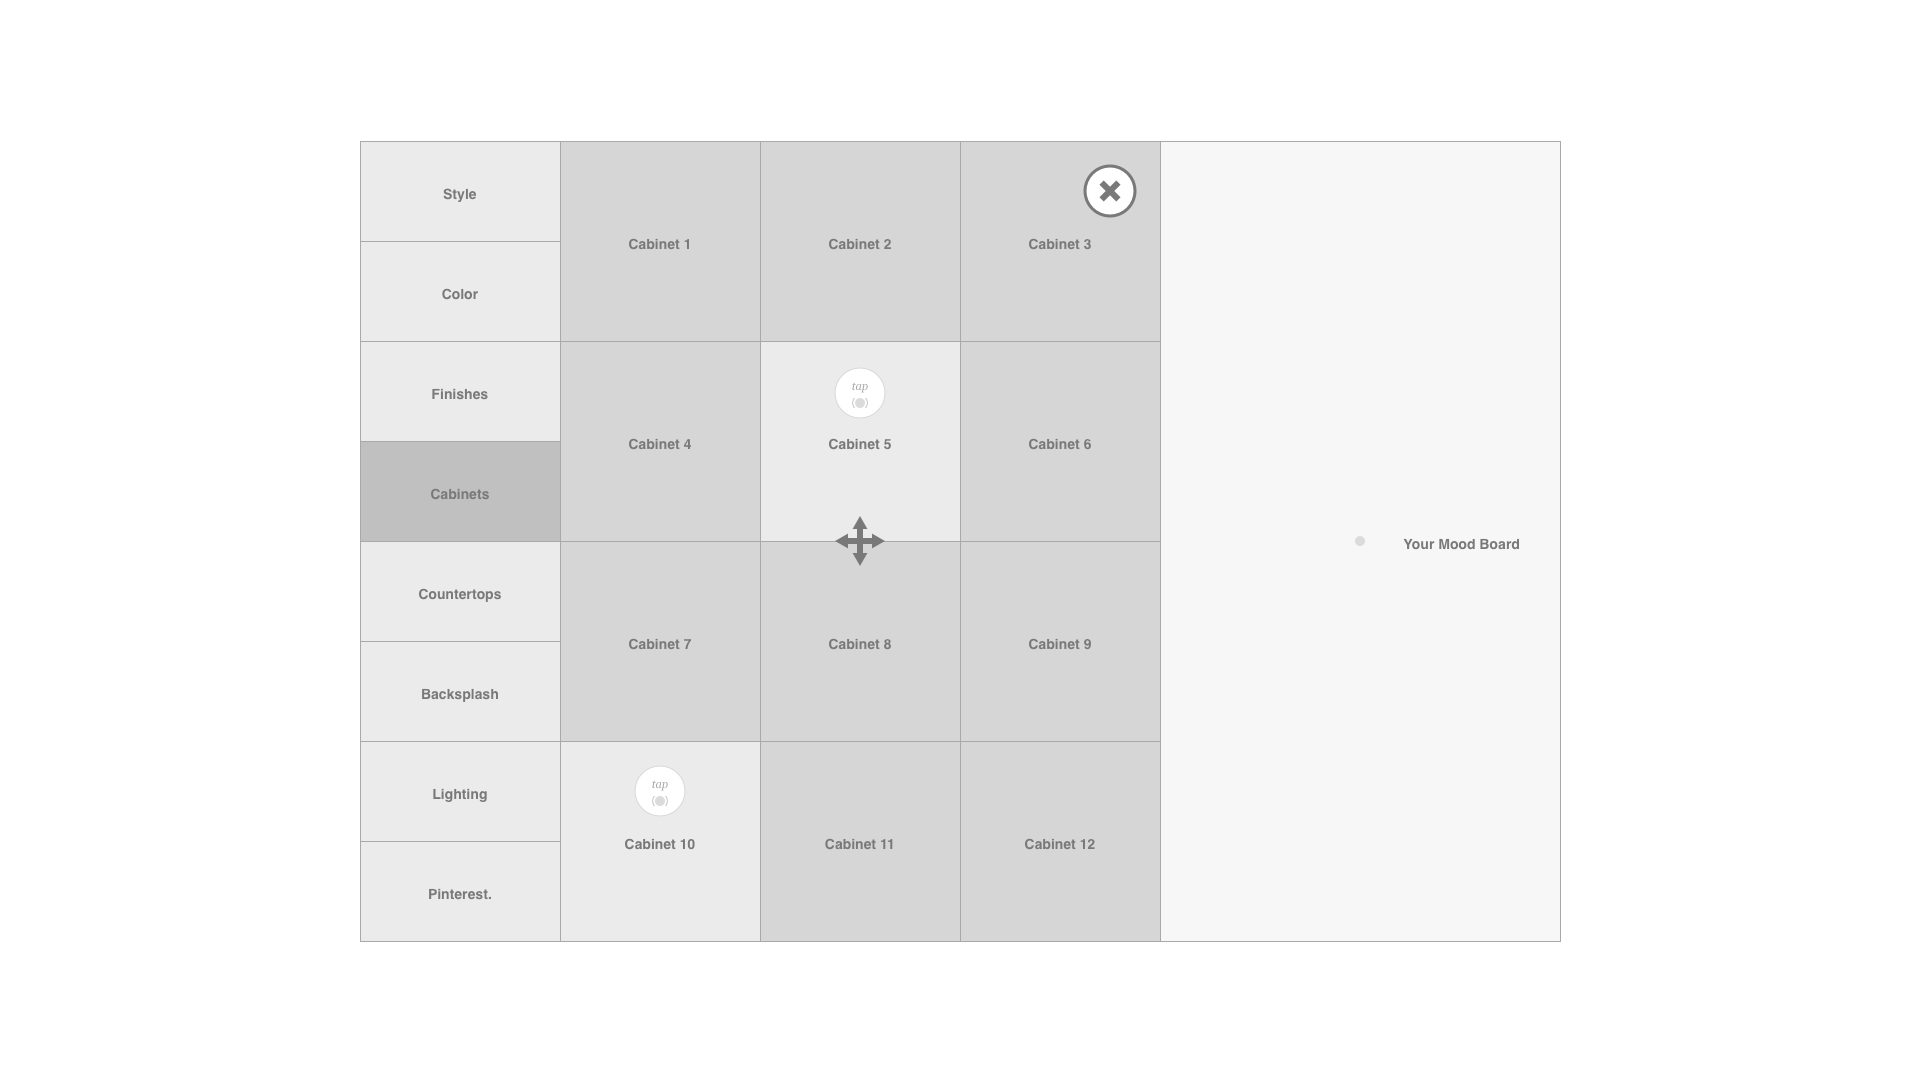 Style
Color
Finishes
Cabinets
Countertops
Backsplash
Lighting
Pinterest.
Cabinet 1
Cabinet 2
Cabinet 3
Cabinet 4
tap
Cabinet 5
Cabinet 6
Cabinet 7
Cabinet 8
Cabinet 9
tap
Cabinet 10
Cabinet 11
Cabinet 12
Your Mood Board